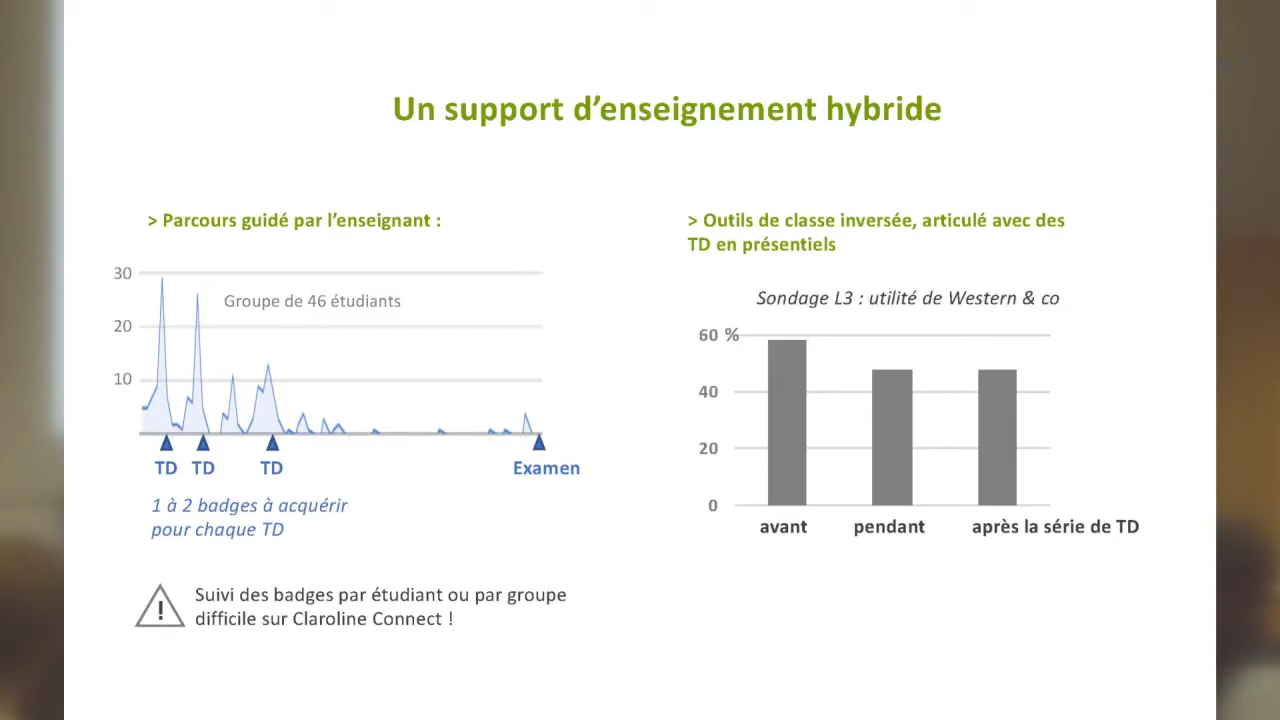 Un support d’enseignement hybride
> Parcours guidé par l’enseignant :
30
Groupe de 46 étudiants
20
10
TD TD TD Examen
1 à 2 badges à acquérir
pour chaque TD
! Suivi des badges par étudiant ou par groupe
difficile sur Claroline Connect !
> Outils de classe inversée, articulé avec des
TD en présentiels
Sondage L3 : utilité de Western & co
60 %
40
20
0
avant pendant après la série de TD